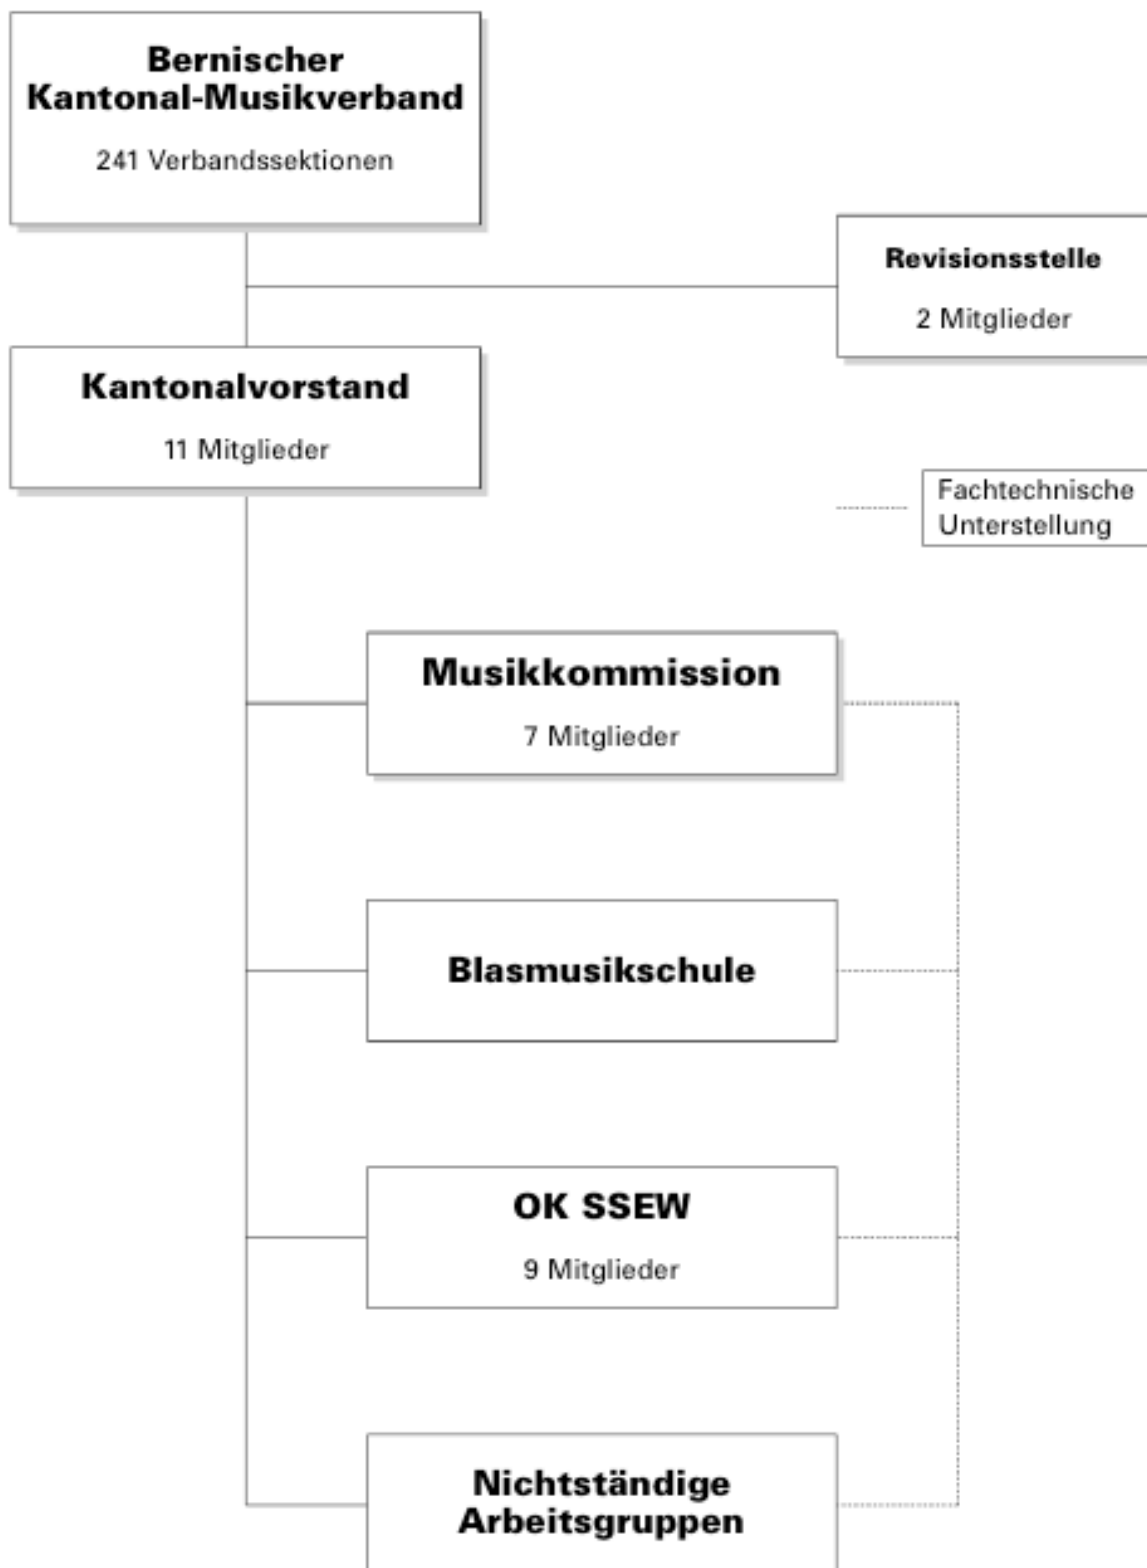 Bernischer
Kantonal-Musikverband
241 Verbandssektionen
Revisionsstelle
2 Mitglieder
Kantonalvorstand
11 Mitglieder
Fachtechnische
Unterstellung
Musikkommission
7 Mitglieder
Blasmusikschule
OK SSEW
9 Mitglieder
Nichtständige
Arbeitsgruppen